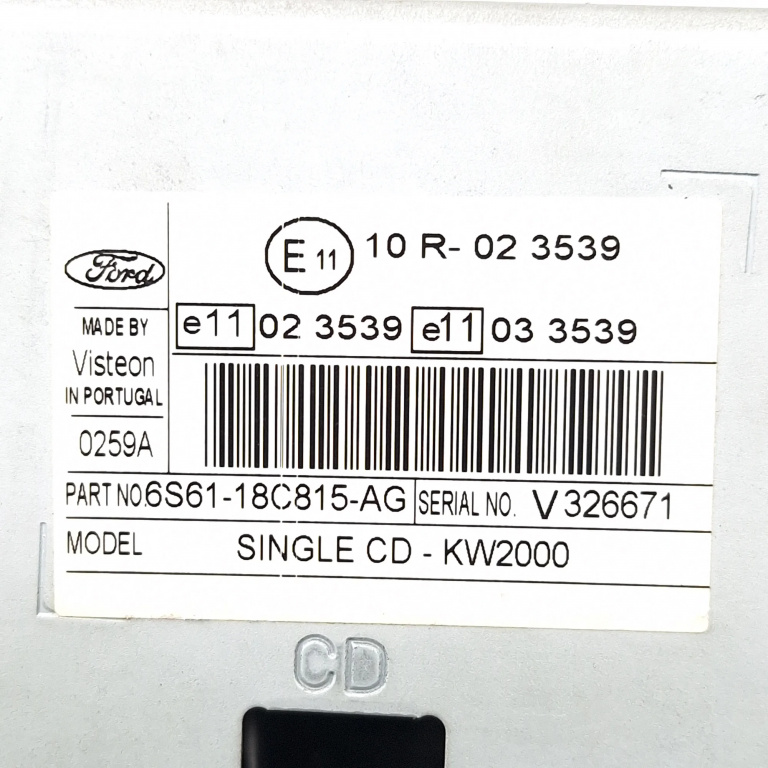 Ford
E 11 10 R- 02 3539
e11 02 3539 e11 03 3539
MADE BY
Visteon
IN PORTUGAL
0259A
PART NO.6S61-18C815-AG SERIAL NO. V326671
MODEL SINGLE CD - KW2000
CD